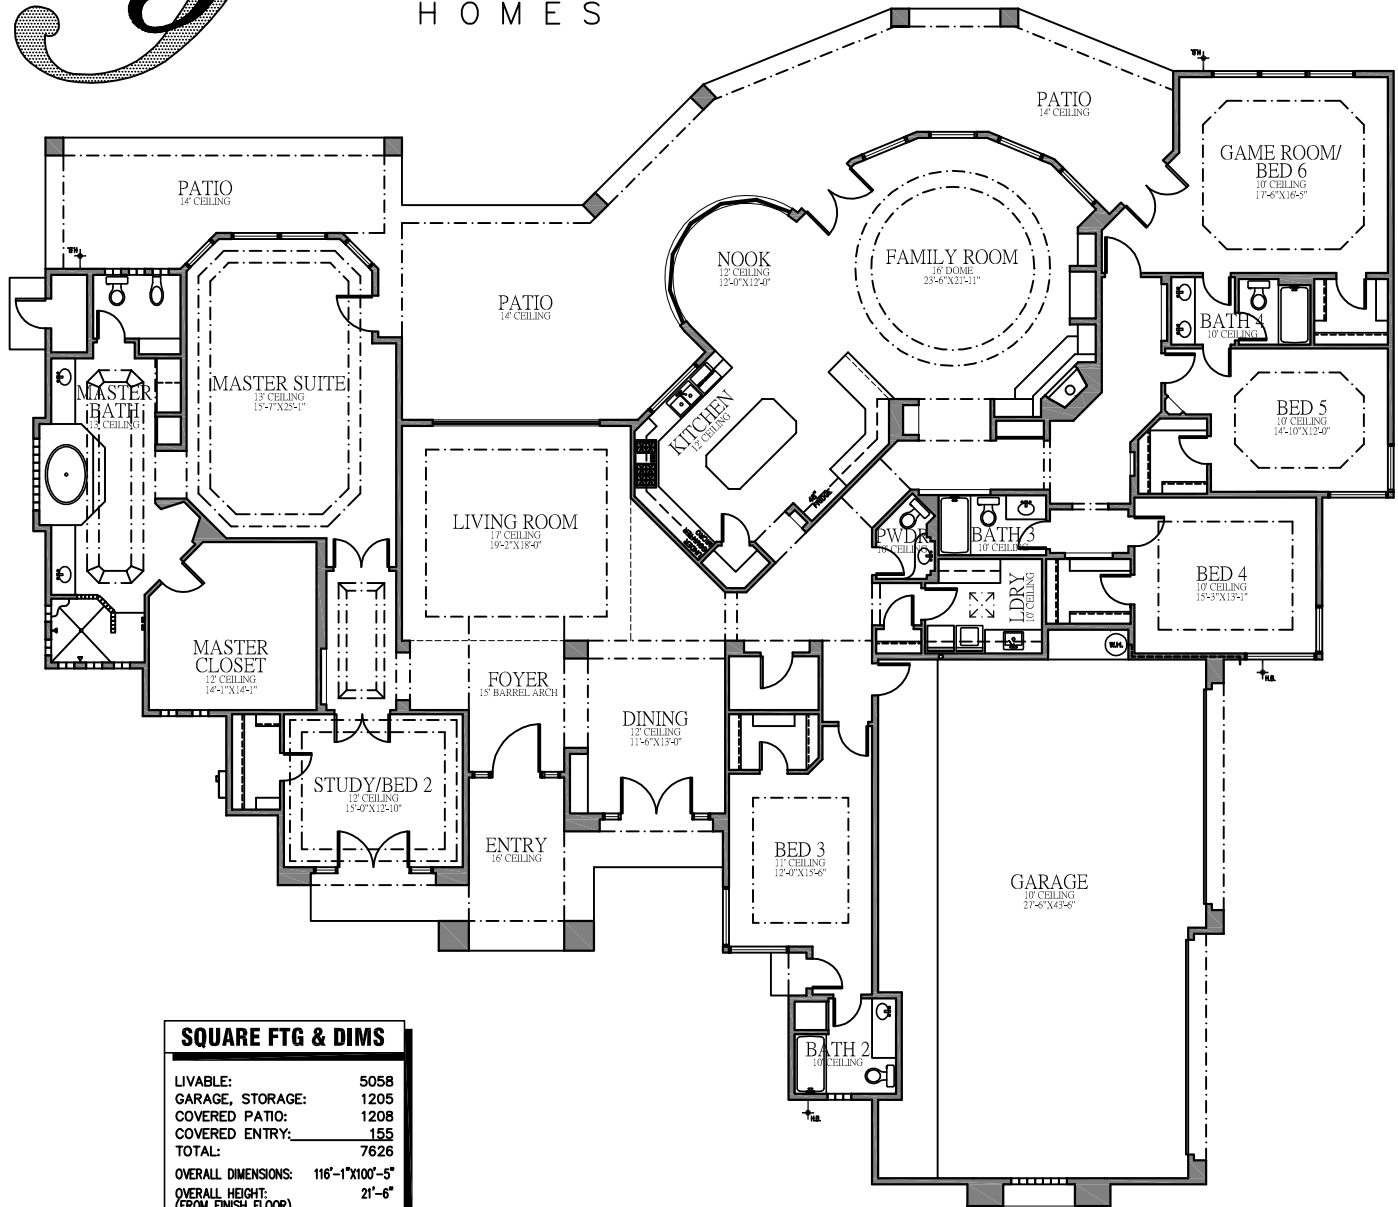 HOMES
PATIO
14' CEILING
GAME ROOM/
BED 6
10' CEILING
17'-6"X16'-5"
PATIO
14' CEILING
NOOK
12' CEILING
12'-0"X12'-0"
FAMILY ROOM
16' DOME
23'-6"X21'-11"
PATIO
14' CEILING
BATH 4
10' CEILING
MASTER
BATH
13' CEILING
MASTER SUITE
13' CEILING
15'-7"X25'-1"
KITCHEN
12' CEILING
BED 5
10' CEILING
14'-10"X12'-0"
48"
FRIDGE
LIVING ROOM
17' CEILING
19'-2"X18'-0"
PWDR
10' CEILING
BATH 3
10' CEILING
BED 4
10' CEILING
15'-3"X13'-1"
LDRY
10' CEILING
W.H.
H.B.
MASTER
CLOSET
12' CEILING
14'-1"X14'-1"
FOYER
15' BARREL ARCH
DINING
12' CEILING
11'-6"X13'-0"
STUDY/BED 2
12' CEILING
15'-0"X12'-10"
ENTRY
16' CEILING
BED 3
11' CEILING
12'-0"X15'-6"
GARAGE
10' CEILING
27'-6"X43'-6"
BATH 2
10' CEILING
H.B.
SQUARE FTG & DIMS
LIVABLE: 5058
GARAGE, STORAGE: 1205
COVERED PATIO: 1208
COVERED ENTRY: 155
TOTAL: 7626
OVERALL DIMENSIONS: 116'-1"X100'-5"
OVERALL HEIGHT: 21'-6"
(FROM FINISH FLOOR)